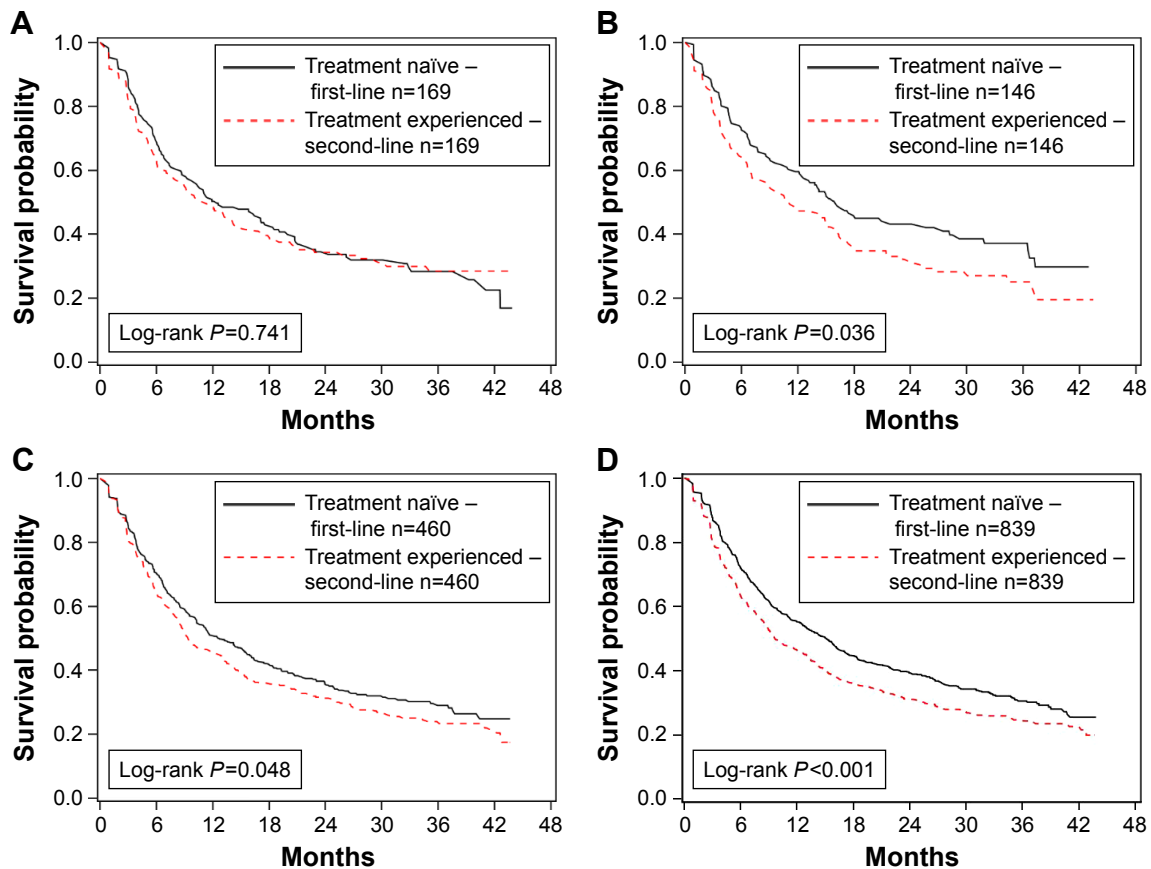 A
Survival probability
1.0
0.8
0.6
0.4
0.2
0.0
Treatment naïve –
first-line n=169
Treatment experienced –
second-line n=169
Log-rank P=0.741
0 6 12 18 24 30 36 42 48
Months
B
Survival probability
1.0
0.8
0.6
0.4
0.2
0.0
Treatment naïve –
first-line n=146
Treatment experienced –
second-line n=146
Log-rank P=0.036
0 6 12 18 24 30 36 42 48
Months
C
Survival probability
1.0
0.8
0.6
0.4
0.2
0.0
Treatment naïve –
first-line n=460
Treatment experienced –
second-line n=460
Log-rank P=0.048
0 6 12 18 24 30 36 42 48
Months
D
Survival probability
1.0
0.8
0.6
0.4
0.2
0.0
Treatment naïve –
first-line n=839
Treatment experienced –
second-line n=839
Log-rank P<0.001
0 6 12 18 24 30 36 42 48
Months